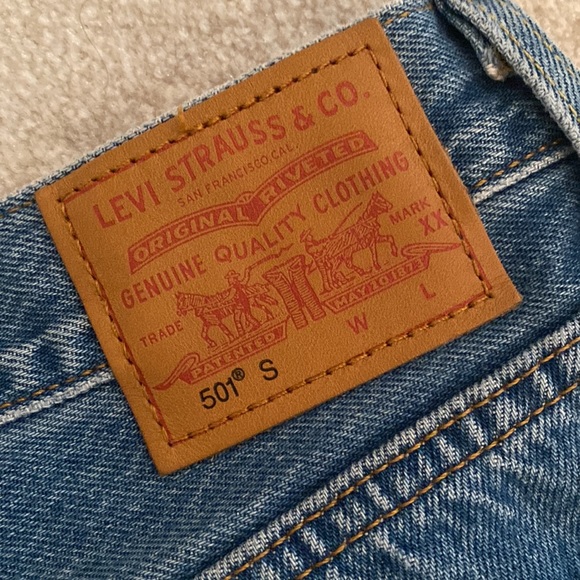 LEVI STRAUSS & CO.
SAN FRANCISCO, CAL.
ORIGINAL RIVETED
GENUINE QUALITY CLOTHING
TRADE MARK
XX
PATENTED MAY 20 1873
501® S W L